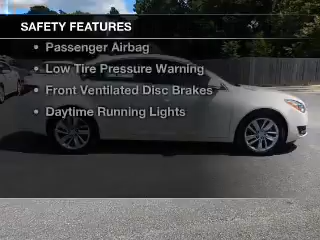 SAFETY FEATURES
• Passenger Airbag
• Low Tire Pressure Warning
• Front Ventilated Disc Brakes
• Daytime Running Lights